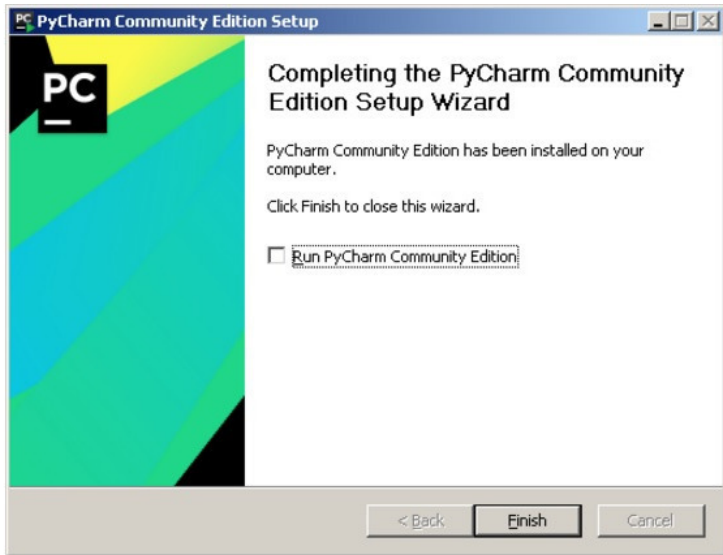 PyCharm Community Edition Setup
PC
Completing the PyCharm Community
Edition Setup Wizard
PyCharm Community Edition has been installed on your
computer.
Click Finish to close this wizard.
Run PyCharm Community Edition
< Back Finish Cancel